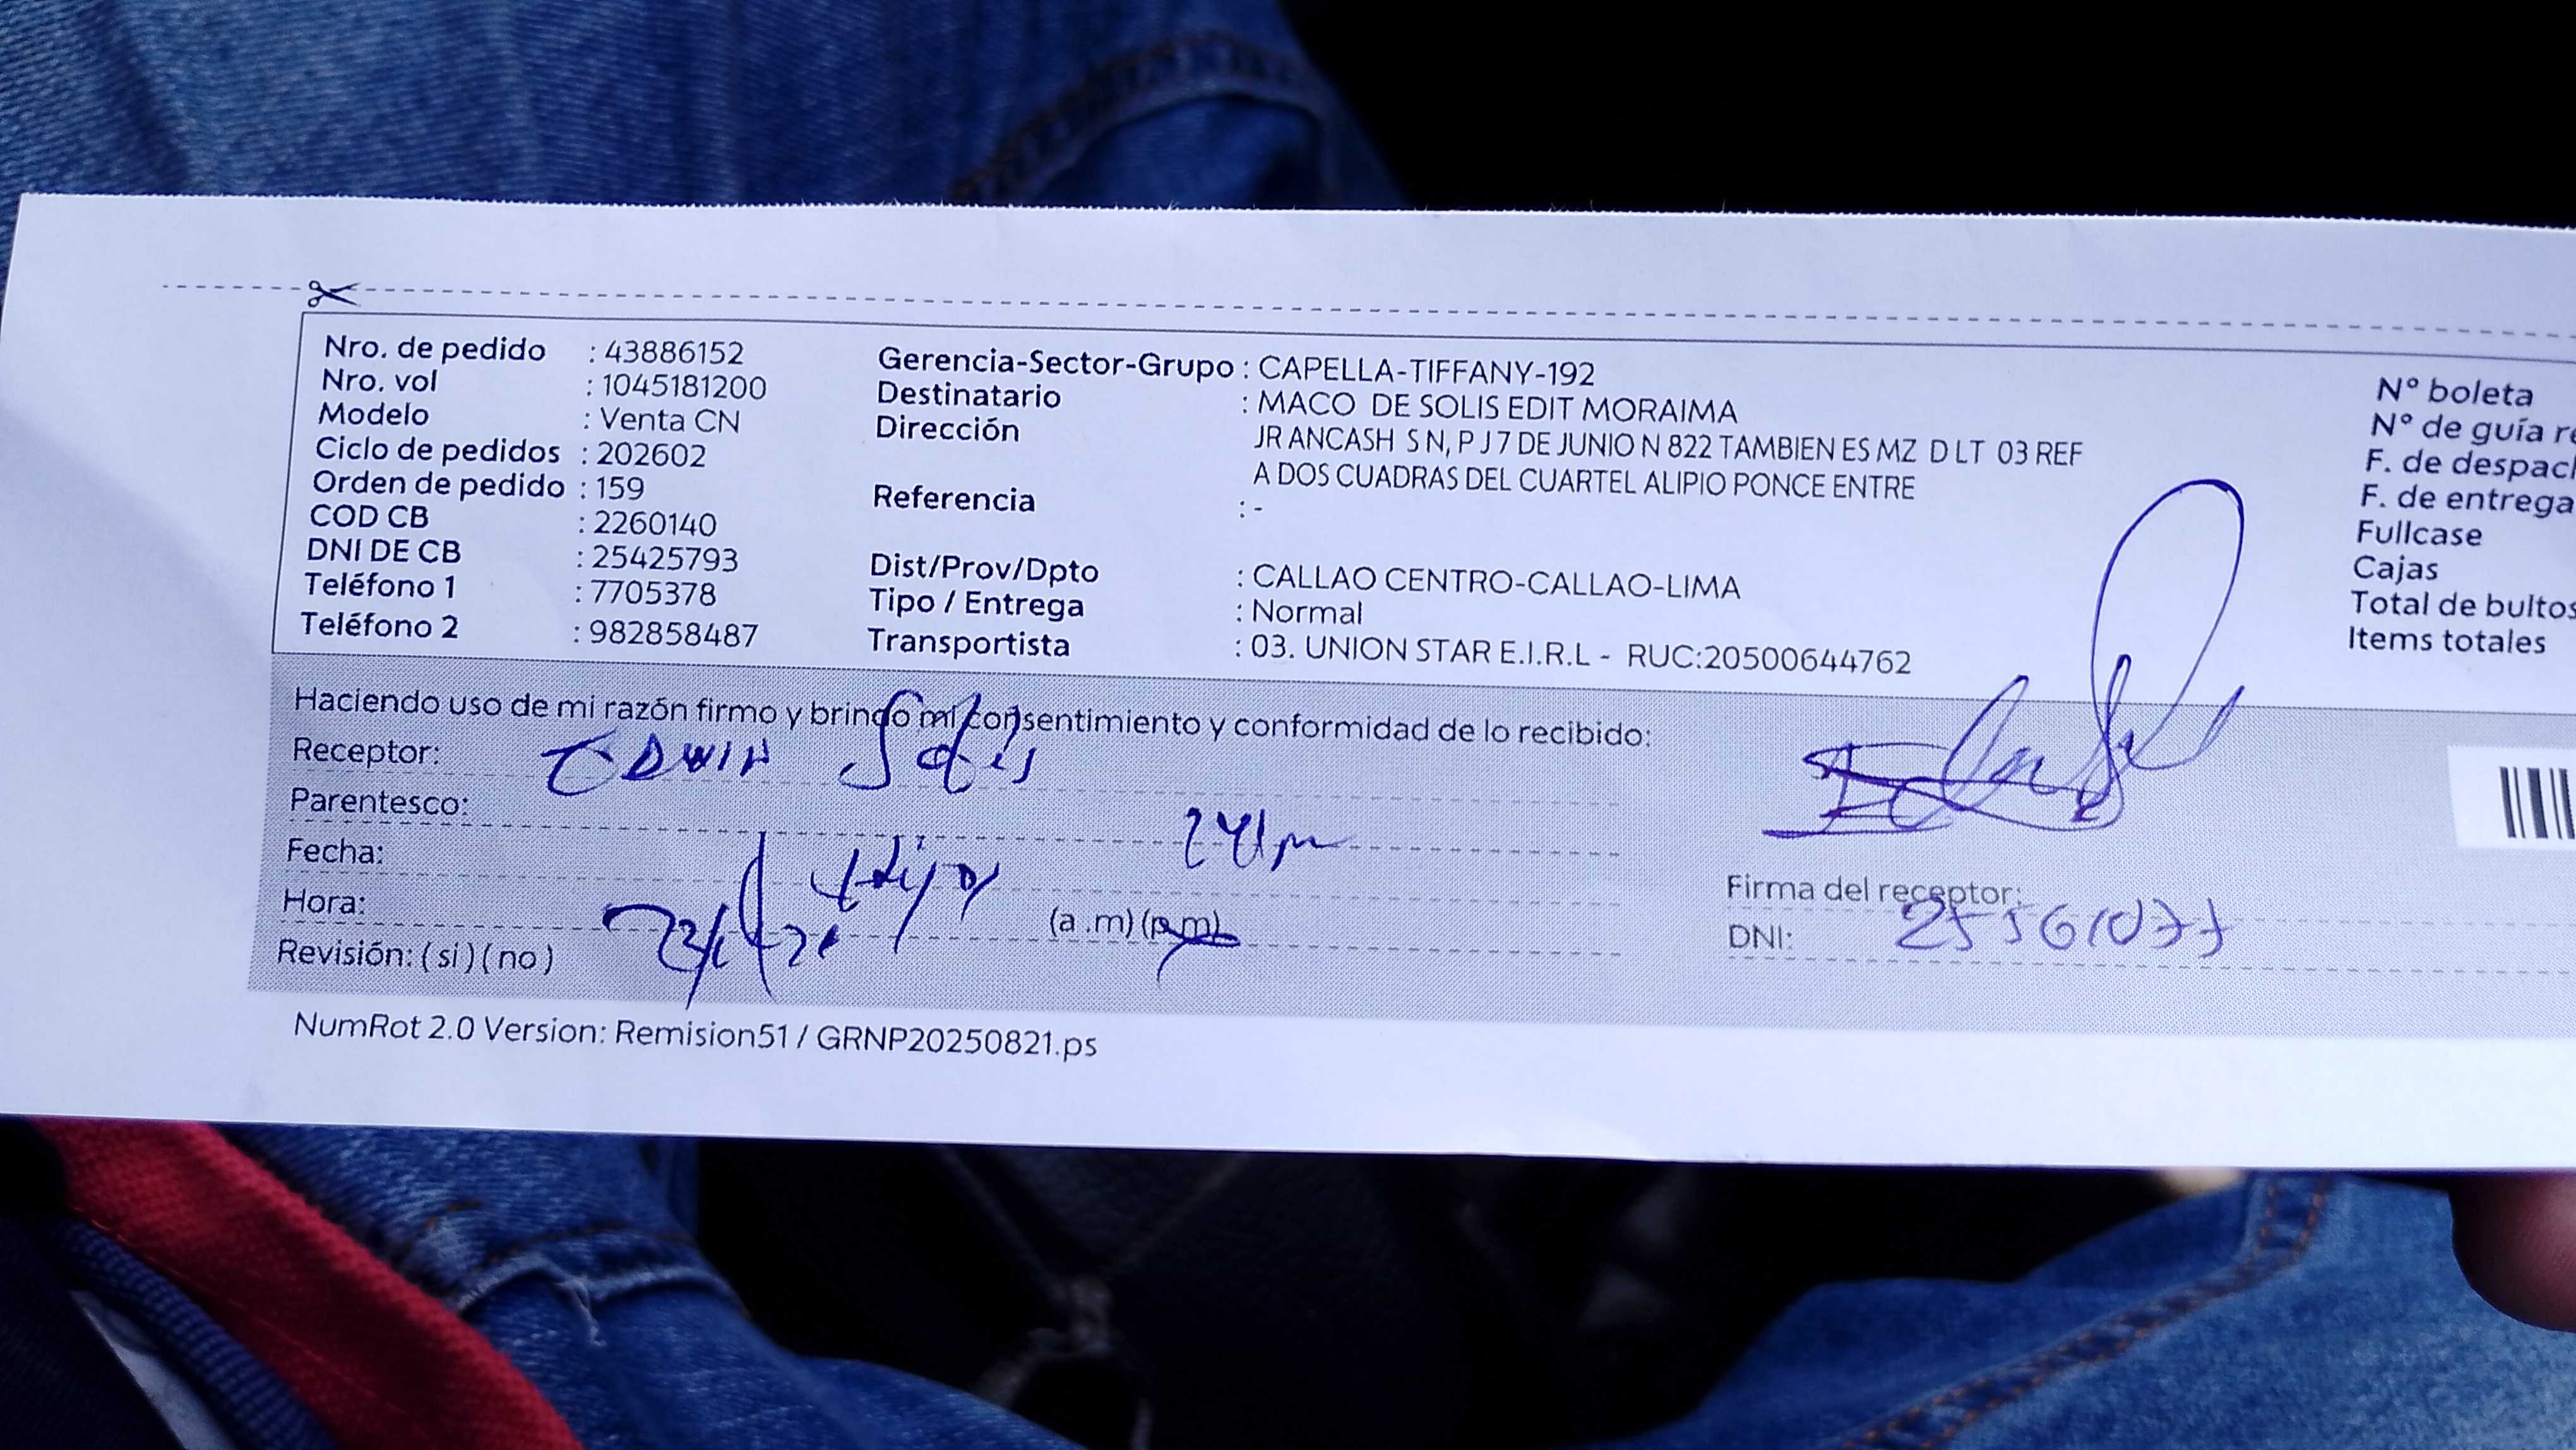 Nro. de pedido : 43886152
Nro. vol : 1045181200
Modelo : Venta CN
Ciclo de pedidos : 202602
Orden de pedido : 159
COD CB : 2260140
DNI DE CB : 25425793
Teléfono 1 : 7705378
Teléfono 2 : 982858487
Gerencia-Sector-Grupo : CAPELLA-TIFFANY-192
Destinatario : MACO DE SOLIS EDIT MORAIMA
Dirección JR ANCASH S N, P J 7 DE JUNIO N 822 TAMBIEN ES MZ D LT 03 REF
A DOS CUADRAS DEL CUARTEL ALIPIO PONCE ENTRE
Referencia : -
Dist/Prov/Dpto : CALLAO CENTRO-CALLAO-LIMA
Tipo / Entrega : Normal
Transportista : 03. UNION STAR E.I.R.L - RUC:20500644762
N° boleta
N° de guía
F. de
F. de entrega
Fullcase
Cajas
Total de bultos
Items totales
Haciendo uso de mi razón firmo y brindo mi consentimiento y conformidad de lo recibido:
Receptor: EDWIN Solis
Parentesco:
Fecha: Hijo
Hora: (a .m) (p.m)
Revisión: ( si ) ( no )
Firma del receptor:
DNI:
NumRot 2.0 Version: Remision51 / GRNP20250821.ps